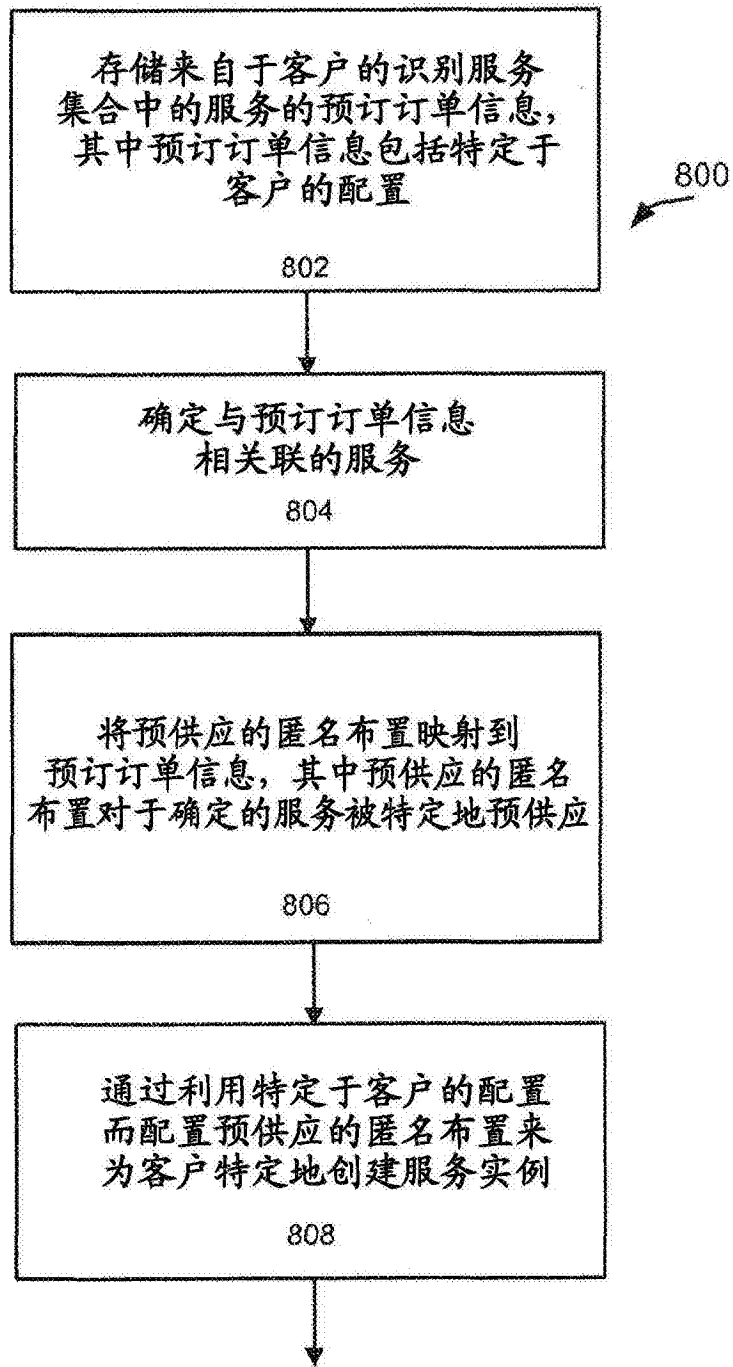 存储来自于客户的识别服务
集合中的服务的预订订单信息，
其中预订订单信息包括特定于
客户的配置
802
800
确定与预订订单信息
相关联的服务
804
将预供应的匿名布置映射到
预订订单信息，其中预供应的匿名
布置对于确定的服务被特定地预供应
806
通过利用特定于客户的配置
而配置预供应的匿名布置来
为客户特定地创建服务实例
808